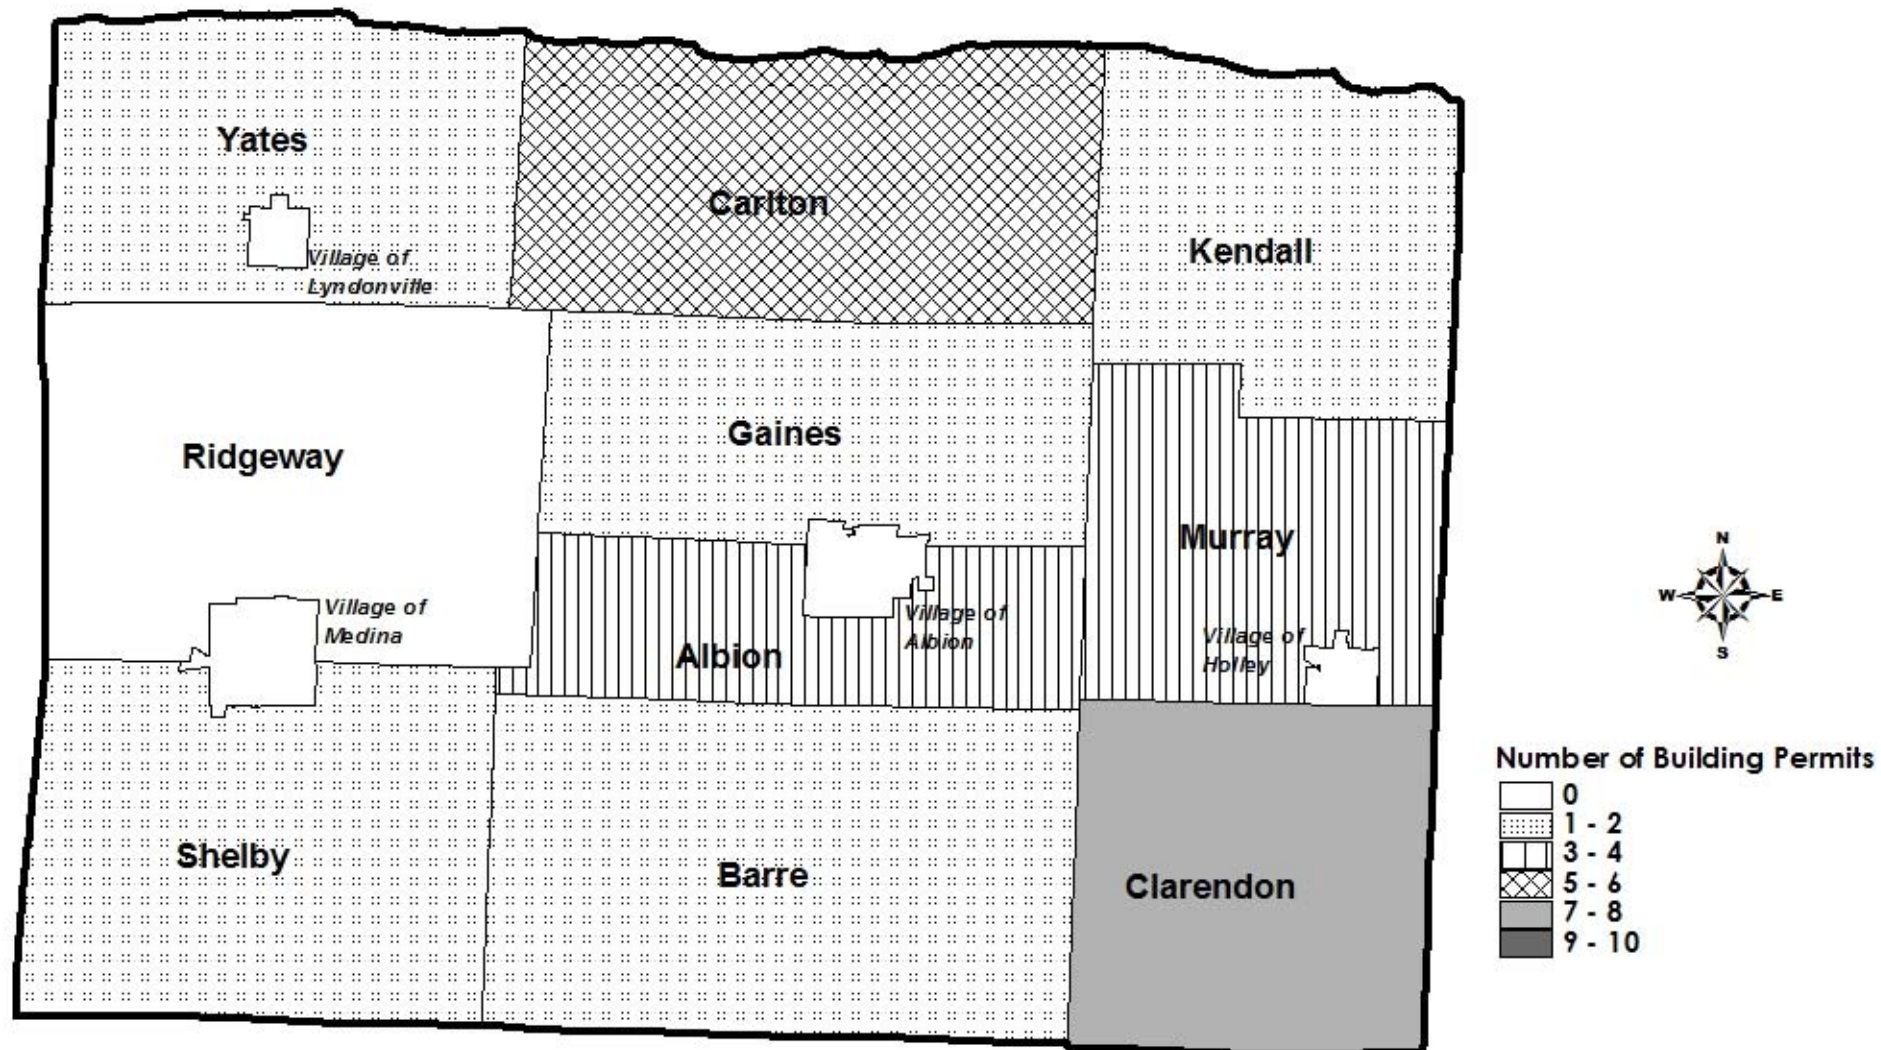 Yates
Village of
Lyndonville
Carlton
Kendall
Ridgeway
Gaines
Murray
Village of
Medina
Albion
Village of
Albion
Village of
Holley
Shelby
Barre
Clarendon
N
W E
S
Number of Building Permits
0
1 - 2
3 - 4
5 - 6
7 - 8
9 - 10